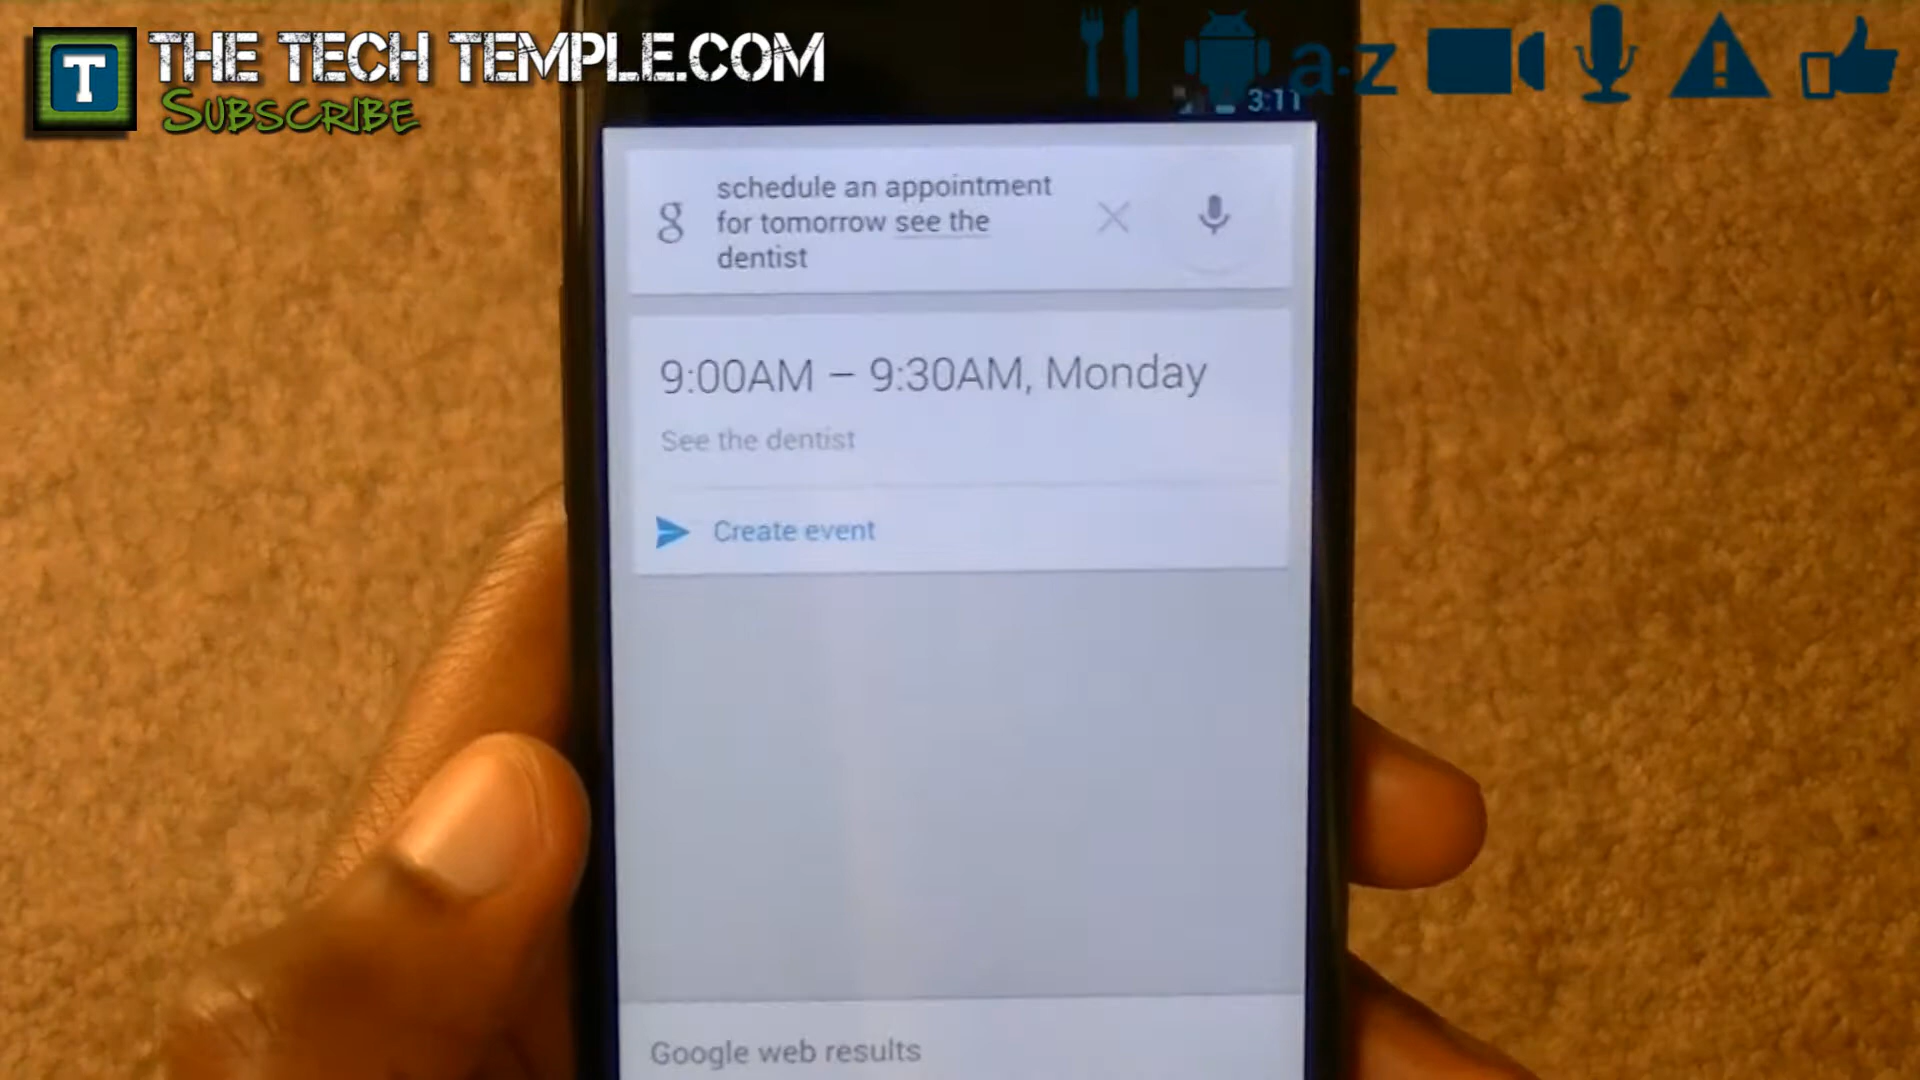 T THE TECH TEMPLE.COM
SUBSCRIBE
a-z
3:11
g
schedule an appointment
for tomorrow see the
dentist
9:00AM – 9:30AM, Monday
See the dentist
Create event
Google web results